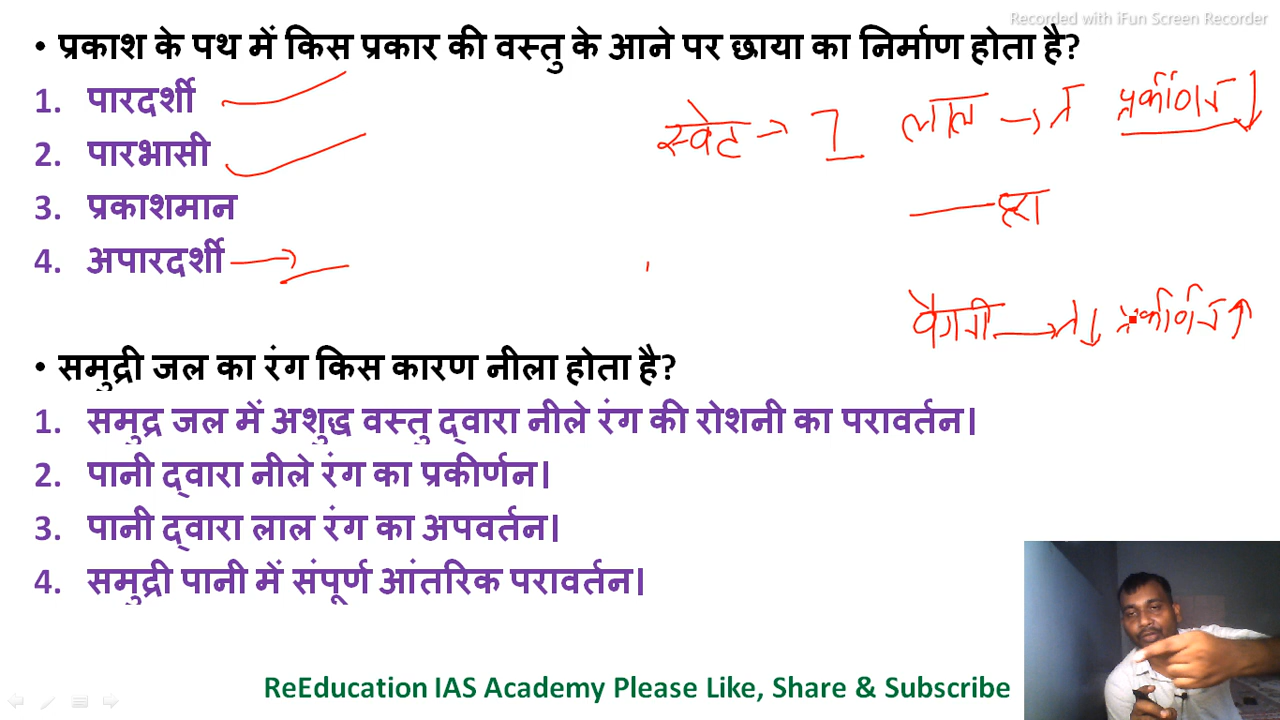 Recorded with iFun Screen Recorder
• प्रकाश के पथ में किस प्रकार की वस्तु के आने पर छाया का निर्माण होता है?
1. पारदर्शी
2. पारभासी
3. प्रकाशमान
4. अपारदर्शी
स्वेट → 7 लाल → प्रकीर्णन ↓
हरा
बैगनी → प्रकीर्णन ↑
• समुद्री जल का रंग किस कारण नीला होता है?
1. समुद्र जल में अशुद्ध वस्तु द्वारा नीले रंग की रोशनी का परावर्तन।
2. पानी द्वारा नीले रंग का प्रकीर्णन।
3. पानी द्वारा लाल रंग का अपवर्तन।
4. समुद्री पानी में संपूर्ण आंतरिक परावर्तन।
ReEducation IAS Academy Please Like, Share & Subscribe